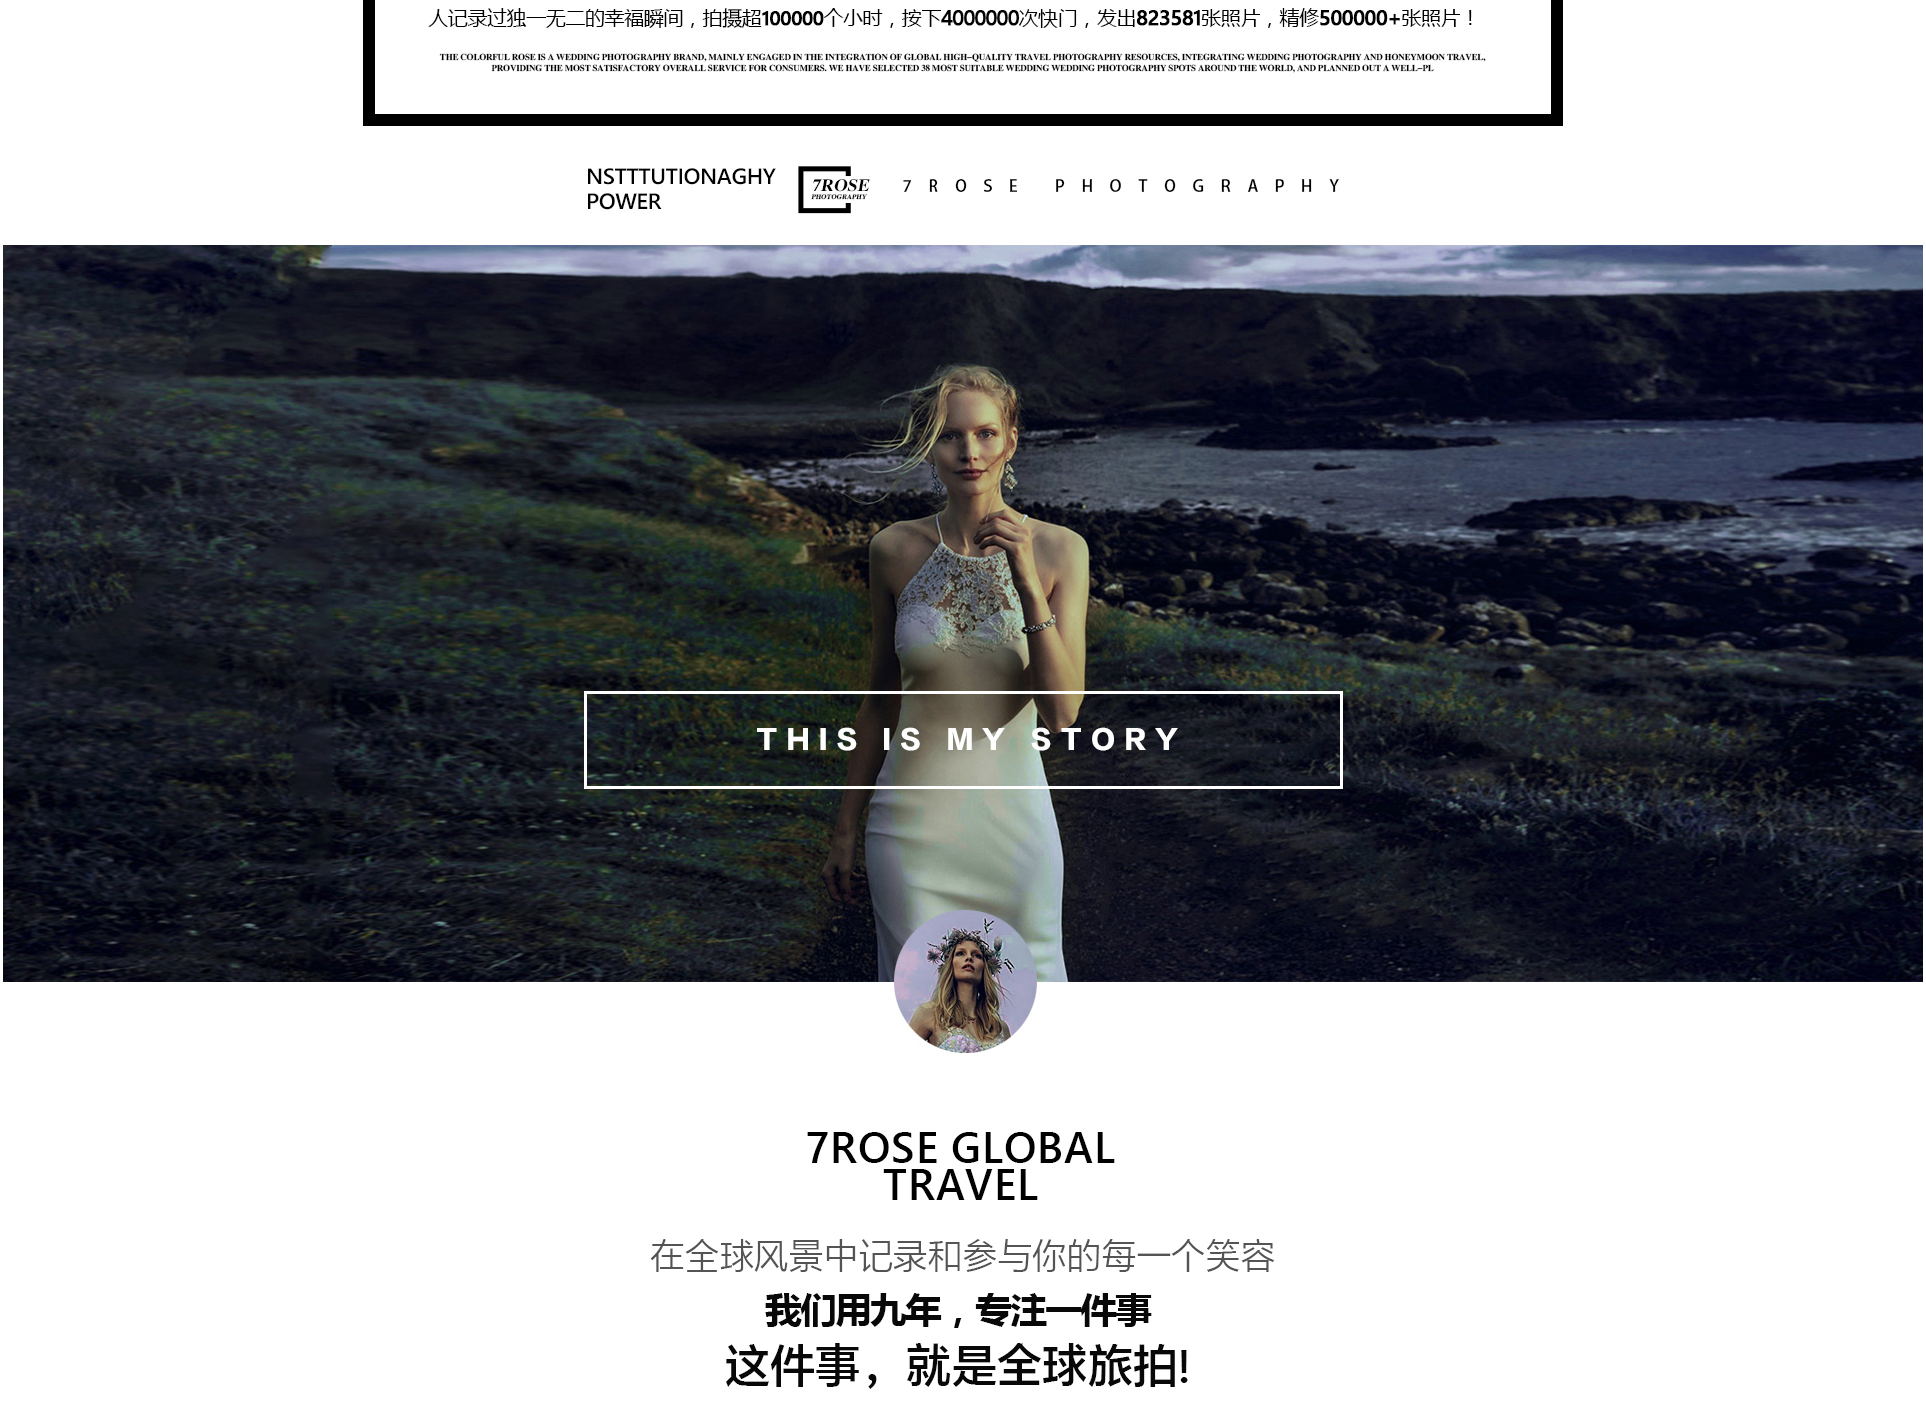 人记录过独一无二的幸福瞬间，拍摄超100000个小时，按下4000000次快门，发出823581张照片，精修500000+张照片！
THE COLORFUL ROSE IS A WEDDING PHOTOGRAPHY BRAND, MAINLY ENGAGED IN THE INTEGRATION OF GLOBAL HIGH-QUALITY TRAVEL PHOTOGRAPHY RESOURCES, INTEGRATING WEDDING PHOTOGRAPHY AND HONEYMOON TRAVEL,
PROVIDING THE MOST SATISFACTORY OVERALL SERVICE FOR CONSUMERS. WE HAVE SELECTED 38 MOST SUITABLE WEDDING WEDDING PHOTOGRAPHY SPOTS AROUND THE WORLD, AND PLANNED OUT A WELL-PL
NSTTTUTIONAGHY
POWER
7ROSE
PHOTOGRAPHY
7ROSE PHOTOGRAPHY
THIS IS MY STORY
7ROSE GLOBAL
TRAVEL
在全球风景中记录和参与你的每一个笑容
我们用九年，专注一件事
这件事，就是全球旅拍!